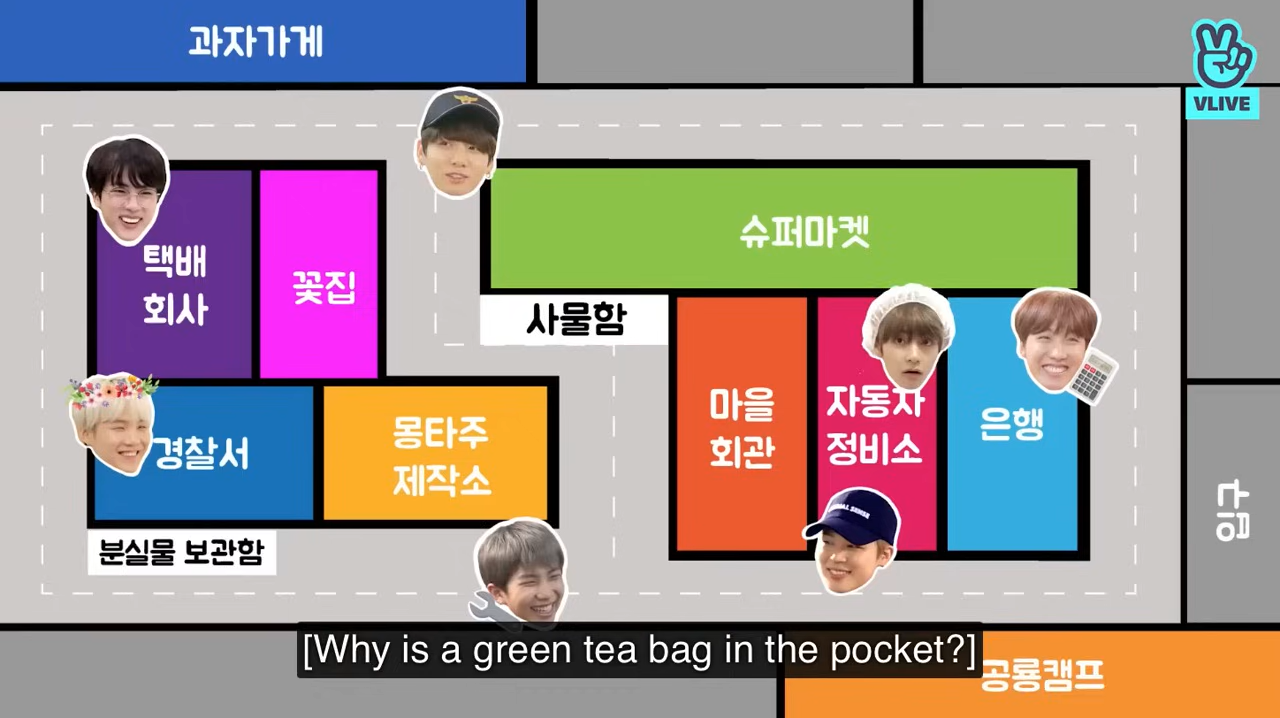 과자가게
VLIVE
택배
회사
꽃집
슈퍼마켓
사물함
마을
회관
자동차
정비소
은행
경찰서
몽타주
제작소
분실물 보관함
[Why is a green tea bag in the pocket?]
공룡캠프